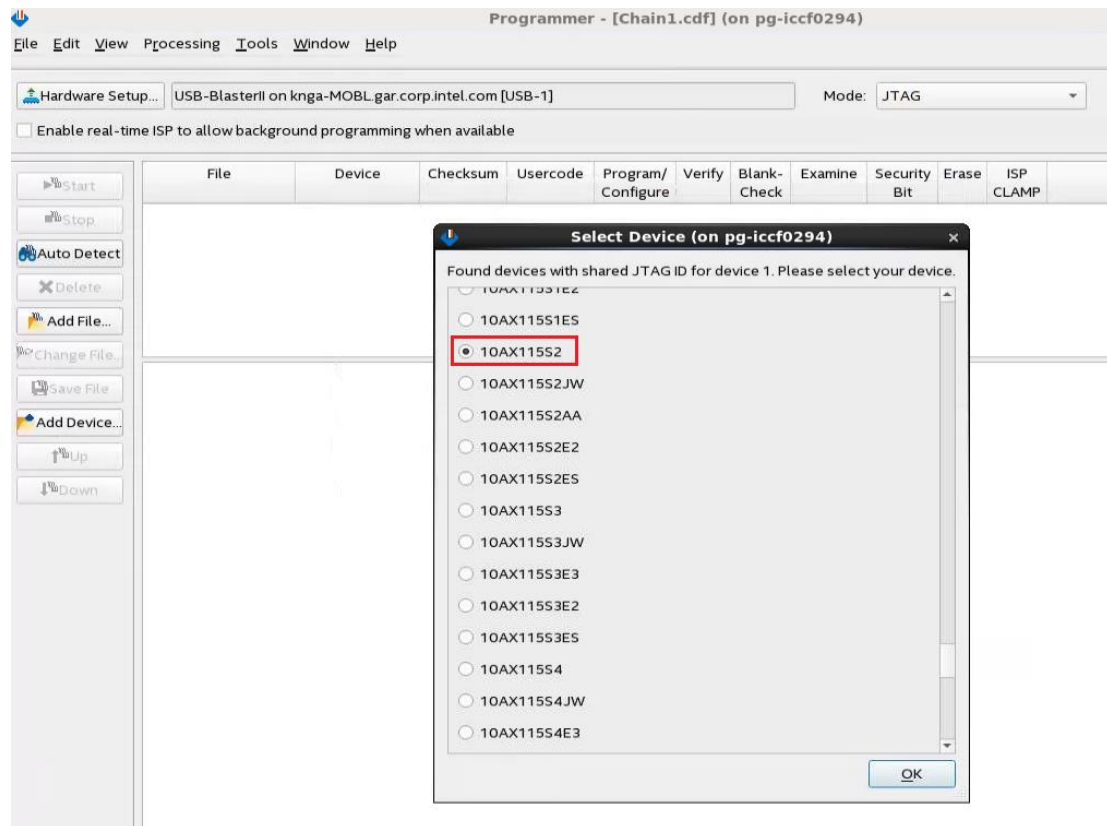 Programmer - [Chain1.cdf] (on pg-iccf0294)
File Edit View Processing Tools Window Help
Hardware Setup... USB-BlasterII on knga-MOBL.gar.corp.intel.com [USB-1] Mode: JTAG
Enable real-time ISP to allow background programming when available
File Device Checksum Usercode Program/ Configure Verify Blank- Check Examine Security Bit Erase ISP CLAMP
Start
Stop
Auto Detect
Delete
Add File...
Change File...
Save File
Add Device...
Up
Down
Select Device (on pg-iccf0294)
Found devices with shared JTAG ID for device 1. Please select your device.
10AX115S1E2
10AX115S1ES
10AX115S2
10AX115S2JW
10AX115S2AA
10AX115S2E2
10AX115S2ES
10AX115S3
10AX115S3JW
10AX115S3E3
10AX115S3E2
10AX115S3ES
10AX115S4
10AX115S4JW
10AX115S4E3
OK